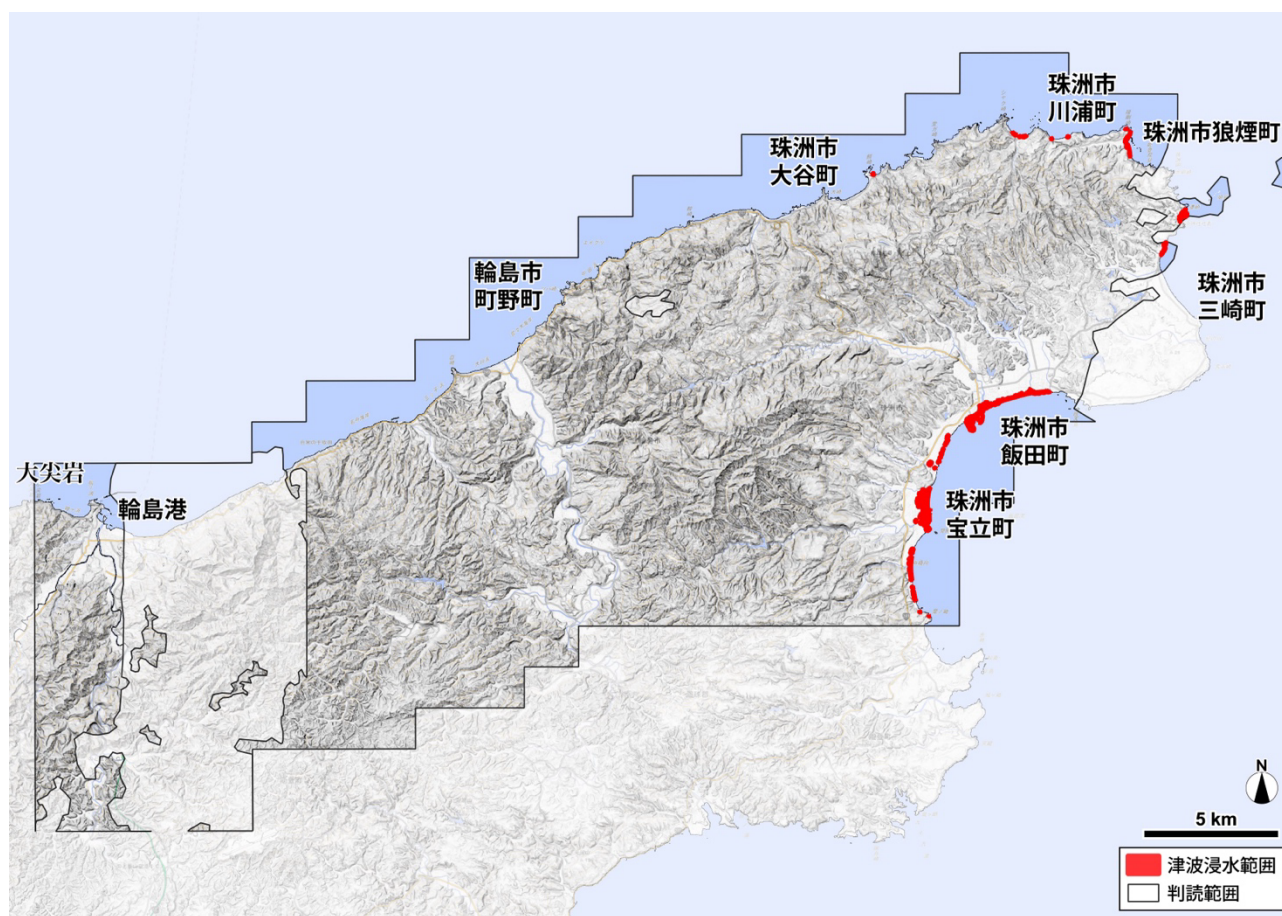 珠洲市
川浦町
珠洲市狼煙町
珠洲市
大谷町
輪島市
町野町
珠洲市
三崎町
珠洲市
飯田町
大尖岩
輪島港
珠洲市
宝立町
N
5 km
津波浸水範囲
判読範囲